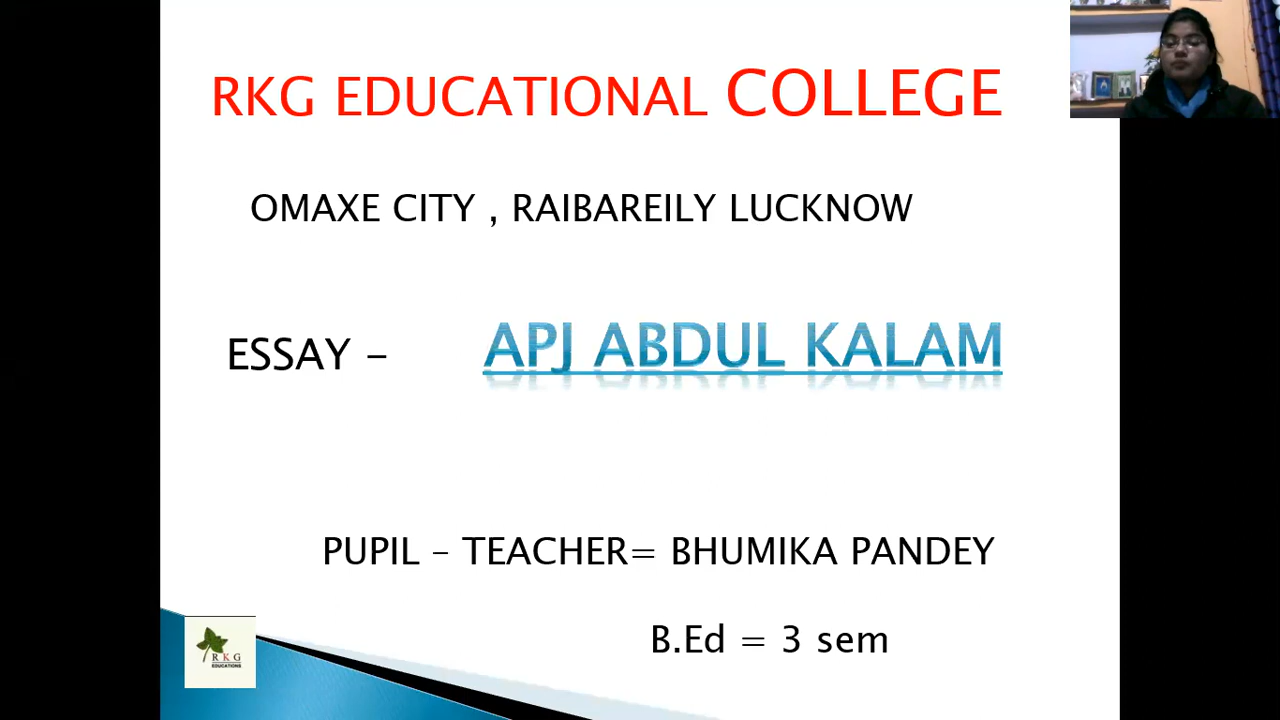 RKG EDUCATIONAL COLLEGE
OMAXE CITY , RAIBAREILY LUCKNOW
ESSAY – APJ ABDUL KALAM
PUPIL – TEACHER= BHUMIKA PANDEY
B.Ed = 3 sem
R K G
EDUCATIONS